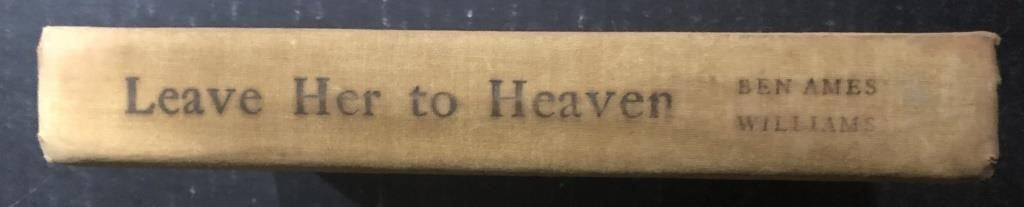 Leave Her to Heaven
BEN AMES
WILLIAMS